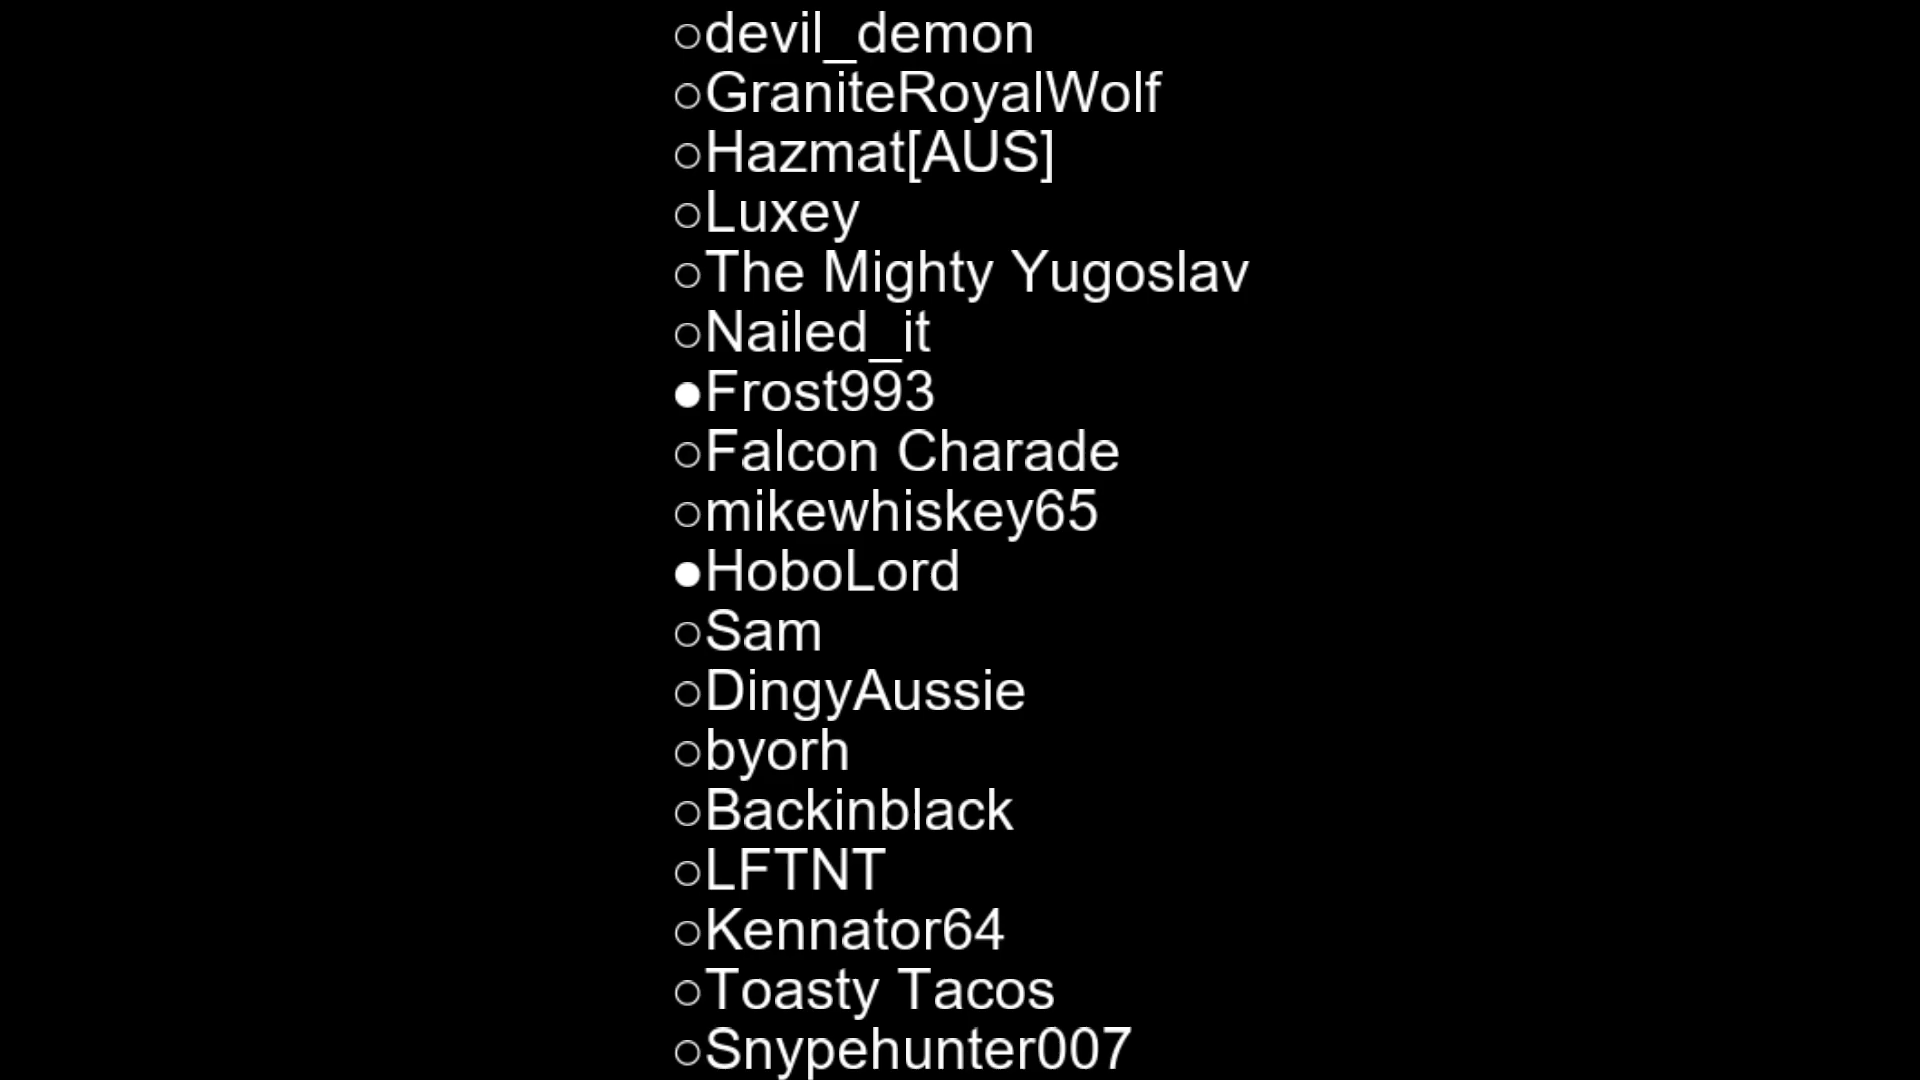 ○devil_demon
○GraniteRoyalWolf
○Hazmat[AUS]
○Luxey
○The Mighty Yugoslav
○Nailed_it
●Frost993
○Falcon Charade
○mikewhiskey65
●HoboLord
○Sam
○DingyAussie
○byorh
○Backinblack
○LFTNT
○Kennator64
○Toasty Tacos
○Snypehunter007